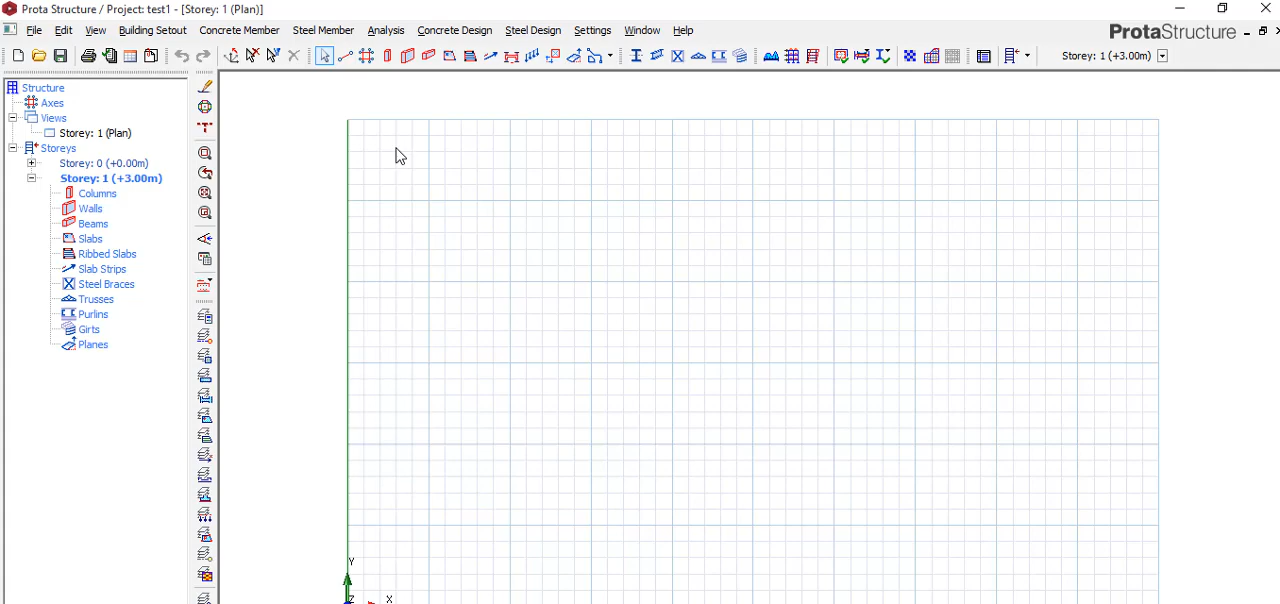 Prota Structure / Project: test1 - [Storey: 1 (Plan)]
File Edit View Building Setout Concrete Member Steel Member Analysis Concrete Design Steel Design Settings Window Help
ProtaStructure
Storey: 1 (+3.00m)
Structure
Axes
Views
Storey: 1 (Plan)
Storeys
Storey: 0 (+0.00m)
Storey: 1 (+3.00m)
Columns
Walls
Beams
Slabs
Ribbed Slabs
Slab Strips
Steel Braces
Trusses
Purlins
Girts
Planes
Y
Z
X